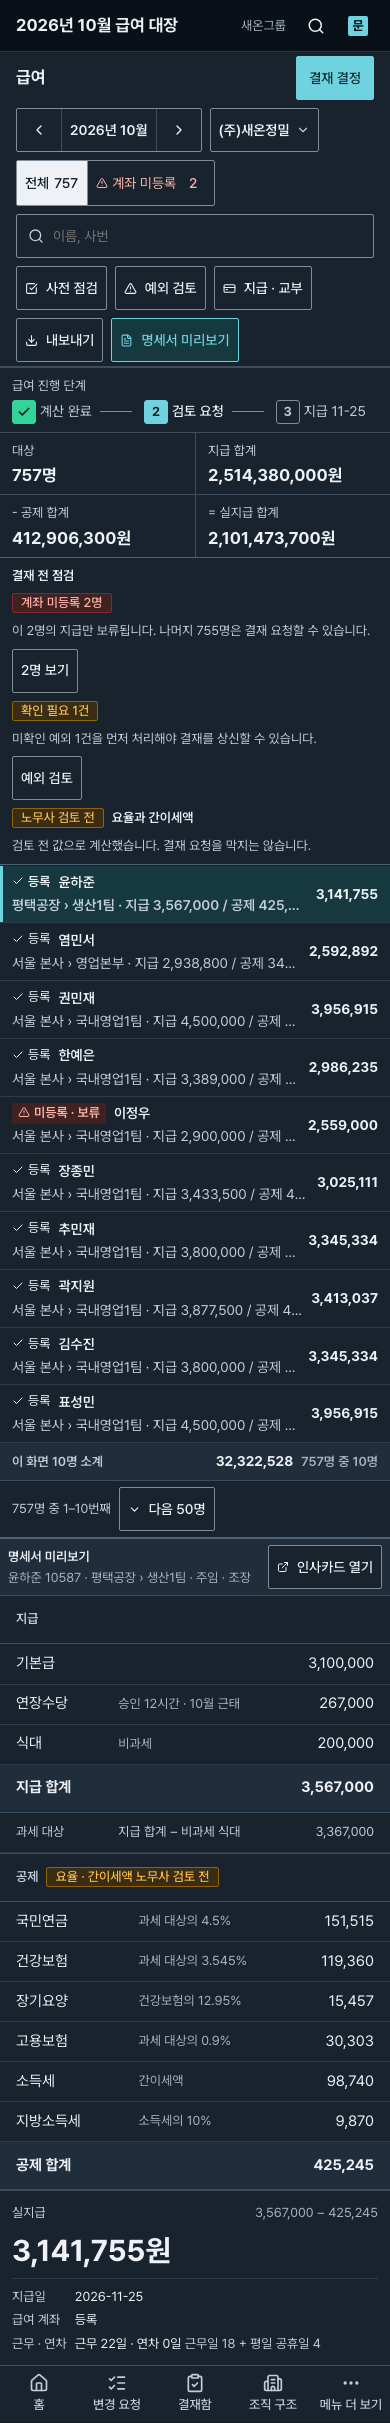 2026년 10월 급여 대장 새온그룹 문
급여 결재 결정
2026년 10월 (주)새온정밀
전체 757 계좌 미등록 2
이름, 사번
사전 점검 예외 검토 지급 · 교부
내보내기 명세서 미리보기
급여 진행 단계
계산 완료 2 검토 요청 3 지급 11-25
대상 지급 합계
757명 2,514,380,000원
- 공제 합계 = 실지급 합계
412,906,300원 2,101,473,700원
결재 전 점검
계좌 미등록 2명
이 2명의 지급만 보류됩니다. 나머지 755명은 결재 요청할 수 있습니다.
2명 보기
확인 필요 1건
미확인 예외 1건을 먼저 처리해야 결재를 상신할 수 있습니다.
예외 검토
노무사 검토 전 요율과 간이세액
검토 전 값으로 계산했습니다. 결재 요청을 막지는 않습니다.
등록 윤하준
평택공장 › 생산1팀 · 지급 3,567,000 / 공제 425,... 3,141,755
등록 염민서
서울 본사 › 영업본부 · 지급 2,938,800 / 공제 34... 2,592,892
등록 권민재
서울 본사 › 국내영업1팀 · 지급 4,500,000 / 공제 ... 3,956,915
등록 한예은
서울 본사 › 국내영업1팀 · 지급 3,389,000 / 공제 ... 2,986,235
미등록 · 보류 이정우
서울 본사 › 국내영업1팀 · 지급 2,900,000 / 공제 ... 2,559,000
등록 장종민
서울 본사 › 국내영업1팀 · 지급 3,433,500 / 공제 4... 3,025,111
등록 추민재
서울 본사 › 국내영업1팀 · 지급 3,800,000 / 공제 ... 3,345,334
등록 곽지원
서울 본사 › 국내영업1팀 · 지급 3,877,500 / 공제 4... 3,413,037
등록 김수진
서울 본사 › 국내영업1팀 · 지급 3,800,000 / 공제 ... 3,345,334
등록 표성민
서울 본사 › 국내영업1팀 · 지급 4,500,000 / 공제 ... 3,956,915
이 화면 10명 소계 32,322,528 757명 중 10명
757명 중 1–10번째 다음 50명
명세서 미리보기
윤하준 10587 · 평택공장 › 생산1팀 · 주임 · 조장 인사카드 열기
지급
기본급 3,100,000
연장수당 승인 12시간 · 10월 근태 267,000
식대 비과세 200,000
지급 합계 3,567,000
과세 대상 지급 합계 − 비과세 식대 3,367,000
공제 요율 · 간이세액 노무사 검토 전
국민연금 과세 대상의 4.5% 151,515
건강보험 과세 대상의 3.545% 119,360
장기요양 건강보험의 12.95% 15,457
고용보험 과세 대상의 0.9% 30,303
소득세 간이세액 98,740
지방소득세 소득세의 10% 9,870
공제 합계 425,245
실지급 3,567,000 − 425,245
3,141,755원
지급일 2026-11-25
급여 계좌 등록
근무 · 연차 근무 22일 · 연차 0일 근무일 18 + 평일 공휴일 4
홈 변경 요청 결재함 조직 구조 메뉴 더 보기